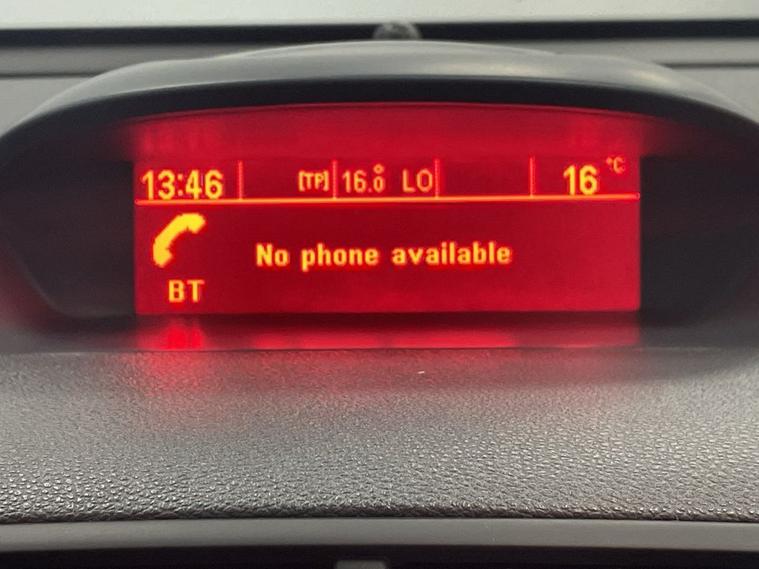 13:46 [TP] 16.0° LO 16 °C
No phone available
BT